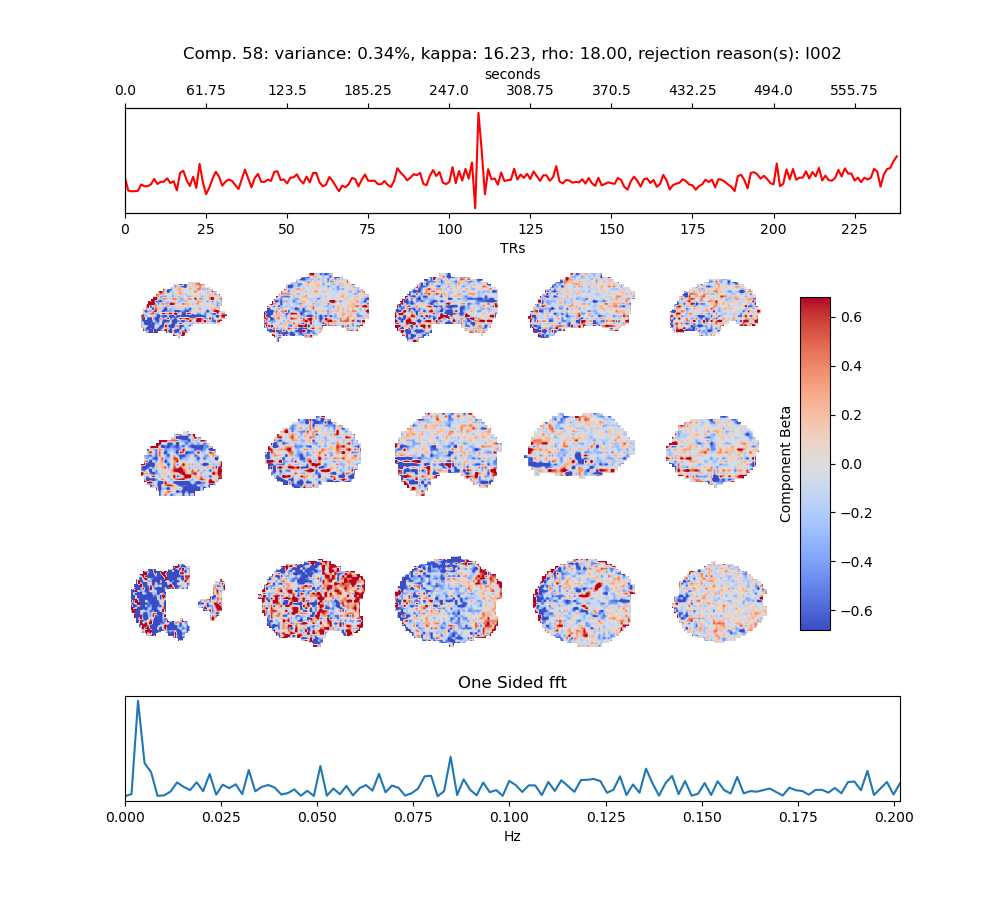 Comp. 58: variance: 0.34%, kappa: 16.23, rho: 18.00, rejection reason(s): I002
seconds
0.0 61.75 123.5 185.25 247.0 308.75 370.5 432.25 494.0 555.75
0 25 50 75 100 125 150 175 200 225
TRs
0.6
0.4
0.2
0.0
−0.2
−0.4
−0.6
Component Beta
One Sided fft
0.000 0.025 0.050 0.075 0.100 0.125 0.150 0.175 0.200
Hz